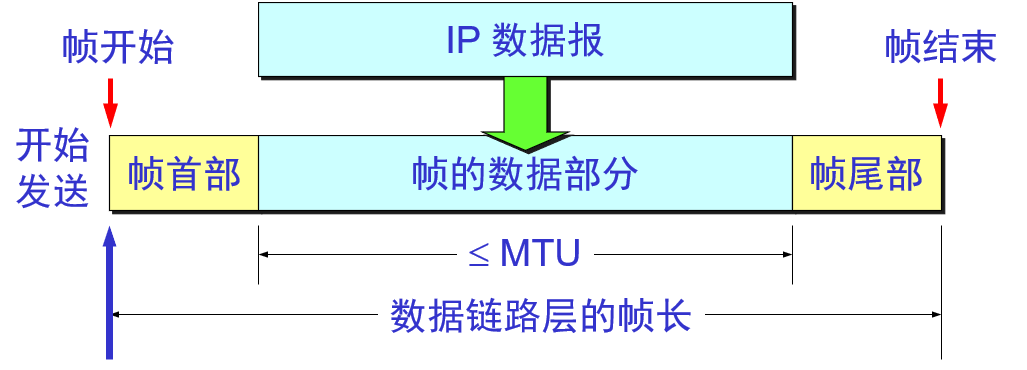 IP 数据报
帧开始
帧结束
开始
发送
帧首部
帧的数据部分
帧尾部
≤ MTU
数据链路层的帧长